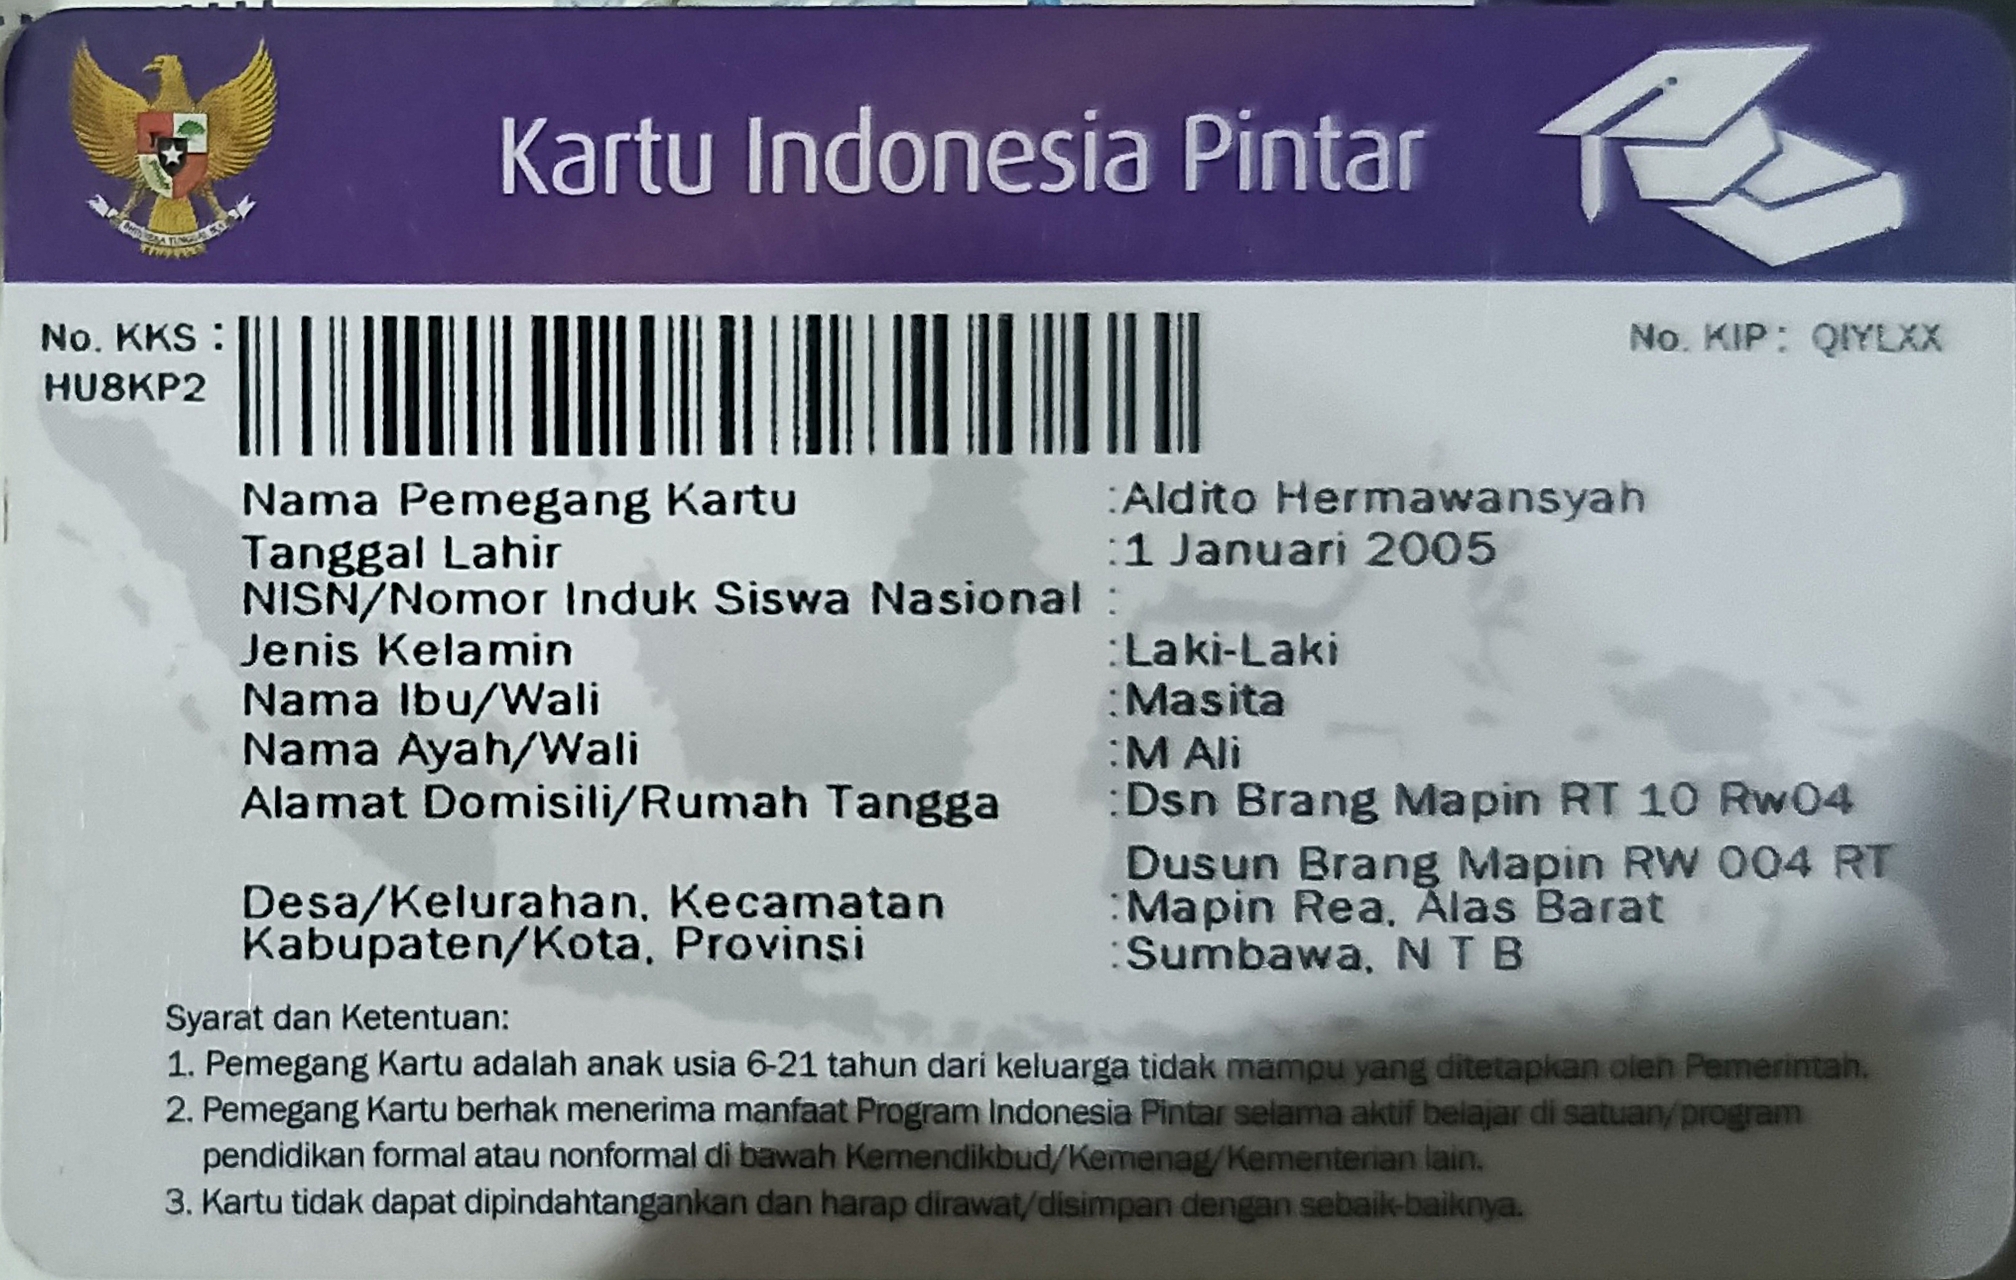 Kartu Indonesia Pintar
No. KKS :
HU8KP2
No. KIP : QIYLXX
Nama Pemegang Kartu :Aldito Hermawansyah
Tanggal Lahir :1 Januari 2005
NISN/Nomor Induk Siswa Nasional :
Jenis Kelamin :Laki-Laki
Nama Ibu/Wali :Masita
Nama Ayah/Wali :M Ali
Alamat Domisili/Rumah Tangga :Dsn Brang Mapin RT 10 Rw04
Dusun Brang Mapin RW 004 RT
Desa/Kelurahan, Kecamatan :Mapin Rea, Alas Barat
Kabupaten/Kota, Provinsi :Sumbawa, N T B
Syarat dan Ketentuan:
1. Pemegang Kartu adalah anak usia 6-21 tahun dari keluarga tidak mampu yang ditetapkan oleh Pemerintah.
2. Pemegang Kartu berhak menerima manfaat Program Indonesia Pintar selama aktif belajar di satuan/program
pendidikan formal atau nonformal di bawah Kemendikbud/Kemenag/Kementerian lain.
3. Kartu tidak dapat dipindahtangankan dan harap dirawat/disimpan dengan sebaik-baiknya.